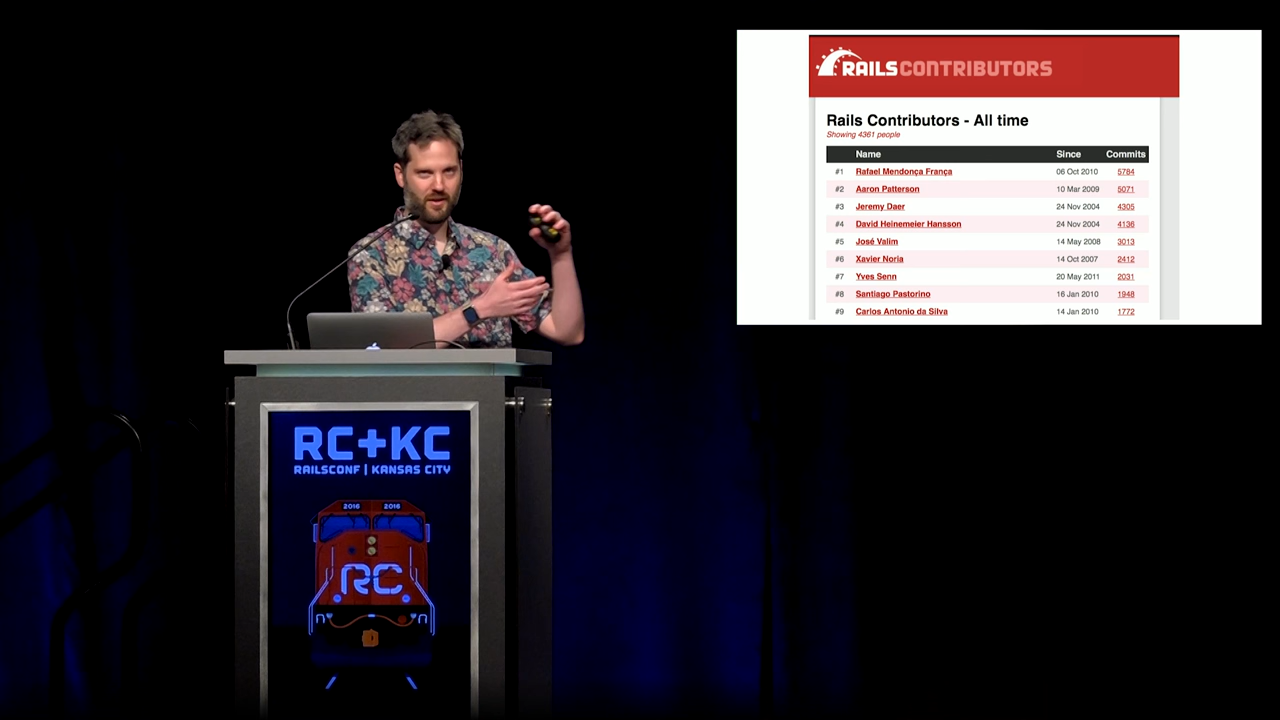 RAILS CONTRIBUTORS
Rails Contributors - All time
Showing 4361 people
Name Since Commits
#1 Rafael Mendonça França 06 Oct 2010 5784
#2 Aaron Patterson 10 Mar 2009 5071
#3 Jeremy Daer 24 Nov 2004 4305
#4 David Heinemeier Hansson 24 Nov 2004 4136
#5 José Valim 14 May 2008 3013
#6 Xavier Noria 14 Oct 2007 2412
#7 Yves Senn 20 May 2011 2031
#8 Santiago Pastorino 16 Jan 2010 1948
#9 Carlos Antonio da Silva 14 Jan 2010 1772
RC+KC
RAILSCONF | KANSAS CITY
2016 2016
RC